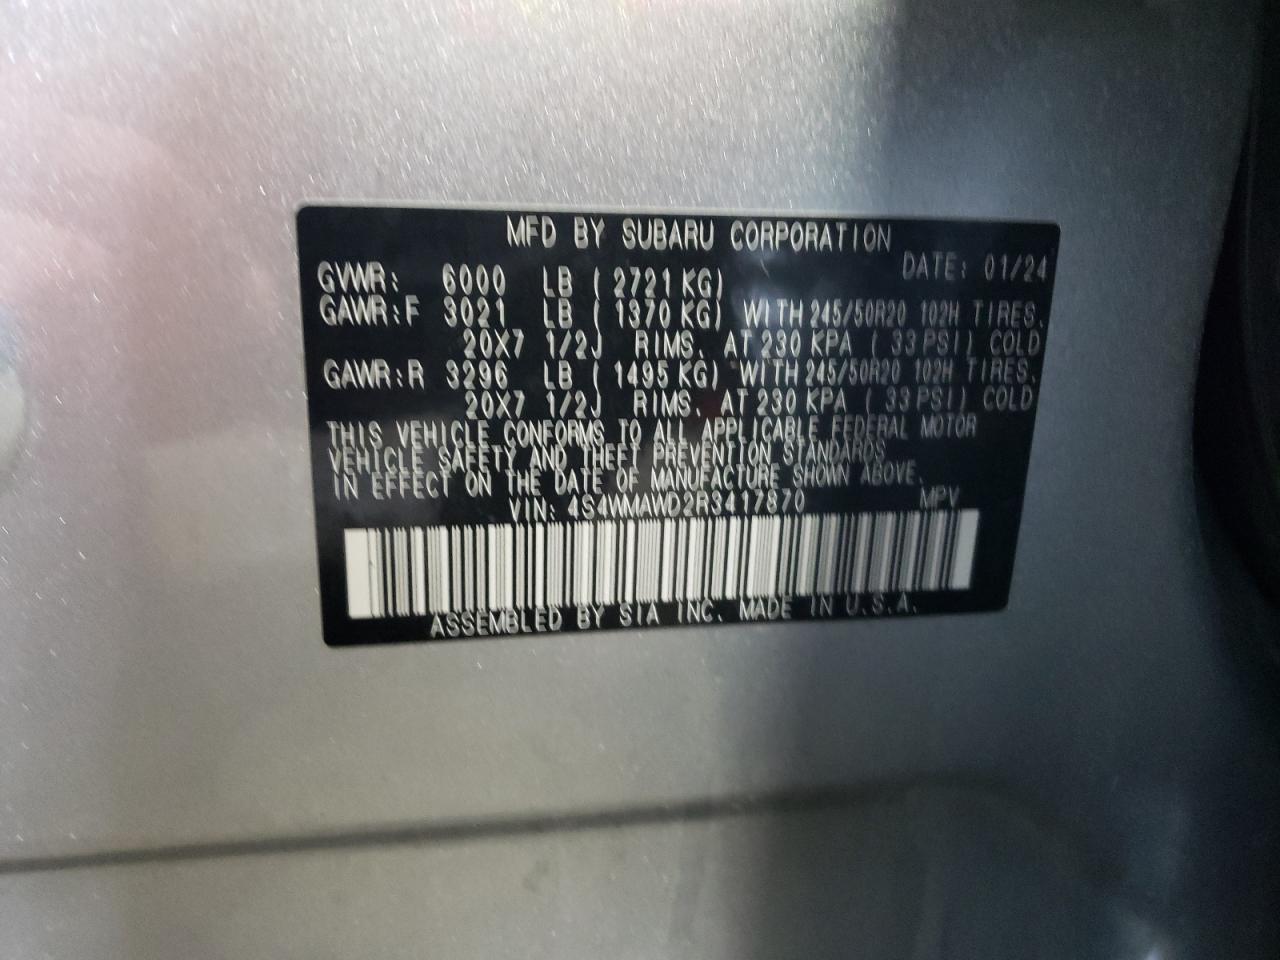 MFD BY SUBARU CORPORATION
DATE: 01/24
GVWR: 6000 LB (2721 KG)
GAWR:F 3021 LB (1370 KG) WITH 245/50R20 102H TIRES,
20X7 1/2J RIMS, AT 230 KPA (33 PSI) COLD
GAWR:R 3296 LB (1495 KG) WITH 245/50R20 102H TIRES,
20X7 1/2J RIMS, AT 230 KPA (33 PSI) COLD
THIS VEHICLE CONFORMS TO ALL APPLICABLE FEDERAL MOTOR
VEHICLE SAFETY AND THEFT PREVENTION STANDARDS
IN EFFECT ON THE DATE OF MANUFACTURE SHOWN ABOVE.
VIN: 4S4WMAWD2R3417870 MPV
ASSEMBLED BY SIA INC. MADE IN U.S.A.